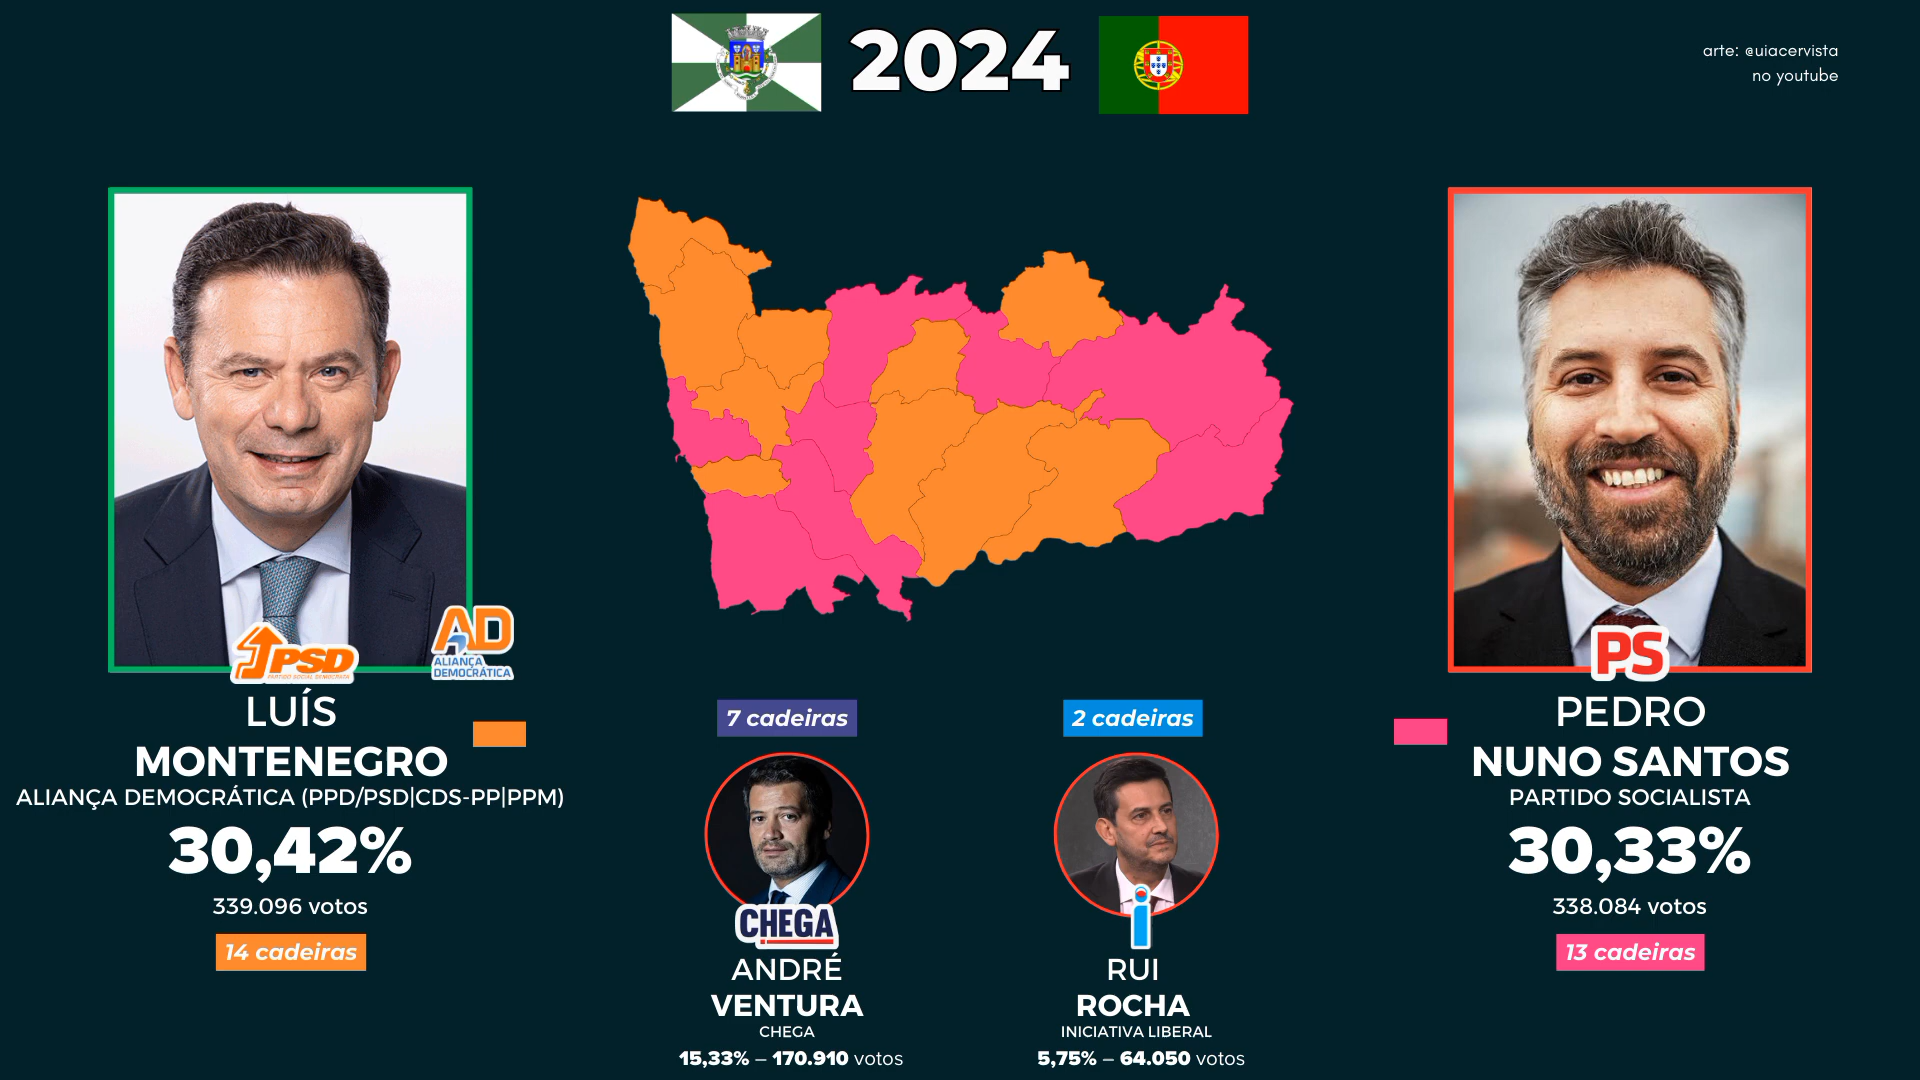 2024
arte: @uiacervista
no youtube
PSD
PARTIDO SOCIAL DEMOCRATA
AD
ALIANÇA
DEMOCRÁTICA
LUÍS
MONTENEGRO
ALIANÇA DEMOCRÁTICA (PPD/PSD|CDS-PP|PPM)
30,42%
339.096 votos
14 cadeiras
7 cadeiras
CHEGA
ANDRÉ
VENTURA
CHEGA
15,33% – 170.910 votos
2 cadeiras
i
RUI
ROCHA
INICIATIVA LIBERAL
5,75% – 64.050 votos
PS
PEDRO
NUNO SANTOS
PARTIDO SOCIALISTA
30,33%
338.084 votos
13 cadeiras